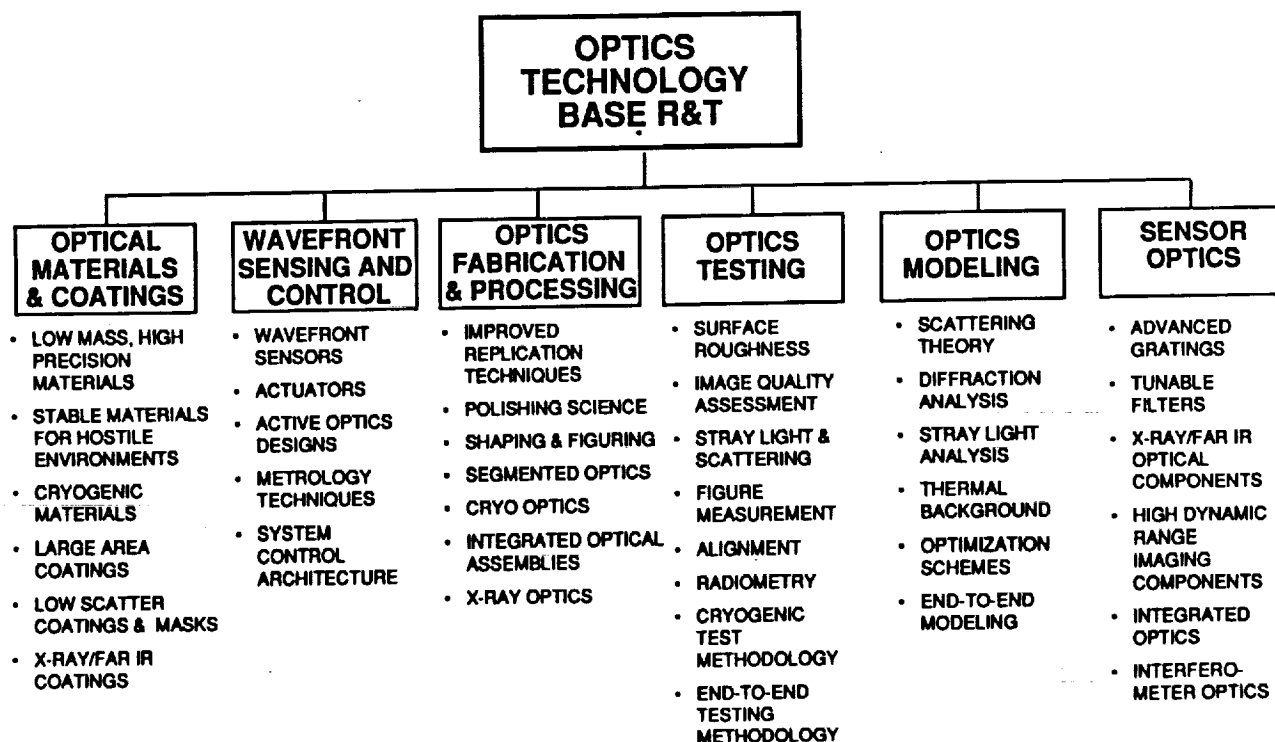 OPTICS
TECHNOLOGY
BASE R&T
OPTICAL
MATERIALS
& COATINGS
• LOW MASS, HIGH
PRECISION
MATERIALS
• STABLE MATERIALS
FOR HOSTILE
ENVIRONMENTS
• CRYOGENIC
MATERIALS
• LARGE AREA
COATINGS
• LOW SCATTER
COATINGS & MASKS
• X-RAY/FAR IR
COATINGS
WAVEFRONT
SENSING AND
CONTROL
• WAVEFRONT
SENSORS
• ACTUATORS
• ACTIVE OPTICS
DESIGNS
• METROLOGY
TECHNIQUES
• SYSTEM
CONTROL
ARCHITECTURE
OPTICS
FABRICATION
& PROCESSING
• IMPROVED
REPLICATION
TECHNIQUES
• POLISHING SCIENCE
• SHAPING & FIGURING
• SEGMENTED OPTICS
• CRYO OPTICS
• INTEGRATED OPTICAL
ASSEMBLIES
• X-RAY OPTICS
OPTICS
TESTING
• SURFACE
ROUGHNESS
• IMAGE QUALITY
ASSESSMENT
• STRAY LIGHT &
SCATTERING
• FIGURE
MEASUREMENT
• ALIGNMENT
• RADIOMETRY
• CRYOGENIC
TEST
METHODOLOGY
• END-TO-END
TESTING
METHODOLOGY
OPTICS
MODELING
• SCATTERING
THEORY
• DIFFRACTION
ANALYSIS
• STRAY LIGHT
ANALYSIS
• THERMAL
BACKGROUND
• OPTIMIZATION
SCHEMES
• END-TO-END
MODELING
SENSOR
OPTICS
• ADVANCED
GRATINGS
• TUNABLE
FILTERS
• X-RAY/FAR IR
OPTICAL
COMPONENTS
• HIGH DYNAMIC
RANGE
IMAGING
COMPONENTS
• INTEGRATED
OPTICS
• INTERFERO-
METER OPTICS